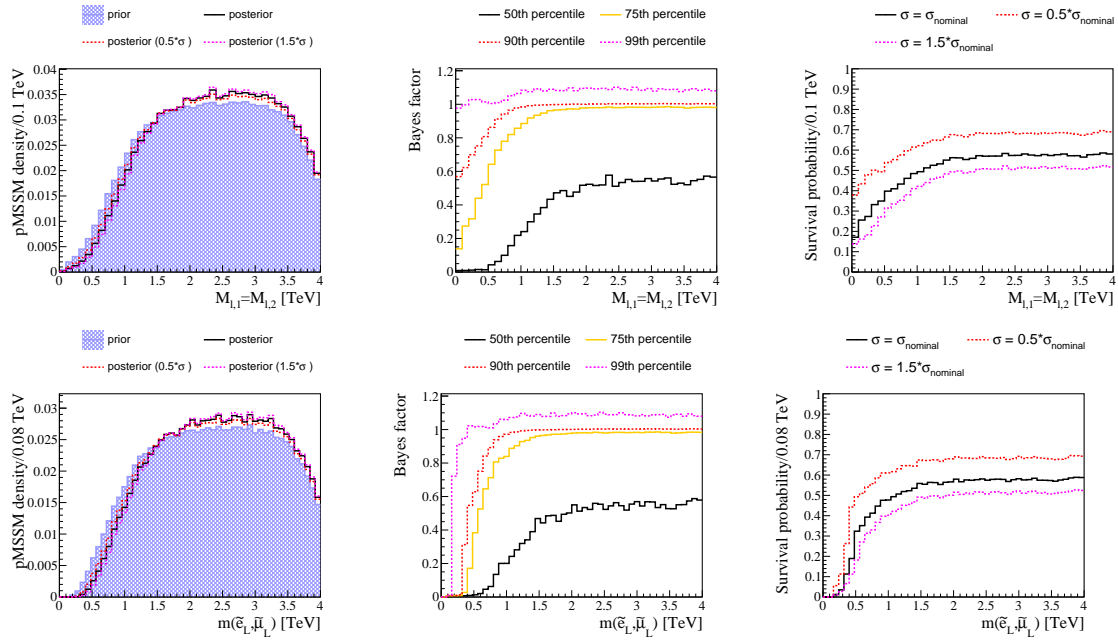 prior posterior
posterior (0.5*σ ) posterior (1.5*σ )
pMSSM density/0.1 TeV
0.04
0.035
0.03
0.025
0.02
0.015
0.01
0.005
0
0 0.5 1 1.5 2 2.5 3 3.5 4
M_{l,1}=M_{l,2} [TeV]
50th percentile 75th percentile
90th percentile 99th percentile
Bayes factor
1.2
1
0.8
0.6
0.4
0.2
0
0 0.5 1 1.5 2 2.5 3 3.5 4
M_{l,1}=M_{l,2} [TeV]
σ = σ_{nominal} σ = 0.5*σ_{nominal}
σ = 1.5*σ_{nominal}
Survival probability/0.1 TeV
1
0.9
0.8
0.7
0.6
0.5
0.4
0.3
0.2
0.1
0
0 0.5 1 1.5 2 2.5 3 3.5 4
M_{l,1}=M_{l,2} [TeV]
prior posterior
posterior (0.5*σ ) posterior (1.5*σ )
pMSSM density/0.08 TeV
0.03
0.025
0.02
0.015
0.01
0.005
0
0 0.5 1 1.5 2 2.5 3 3.5 4
m(ẽ_L,μ̃_L) [TeV]
50th percentile 75th percentile
90th percentile 99th percentile
Bayes factor
1.2
1
0.8
0.6
0.4
0.2
0
0 0.5 1 1.5 2 2.5 3 3.5 4
m(ẽ_L,μ̃_L) [TeV]
σ = σ_{nominal} σ = 0.5*σ_{nominal}
σ = 1.5*σ_{nominal}
Survival probability/0.08 TeV
1
0.9
0.8
0.7
0.6
0.5
0.4
0.3
0.2
0.1
0
0 0.5 1 1.5 2 2.5 3 3.5 4
m(ẽ_L,μ̃_L) [TeV]